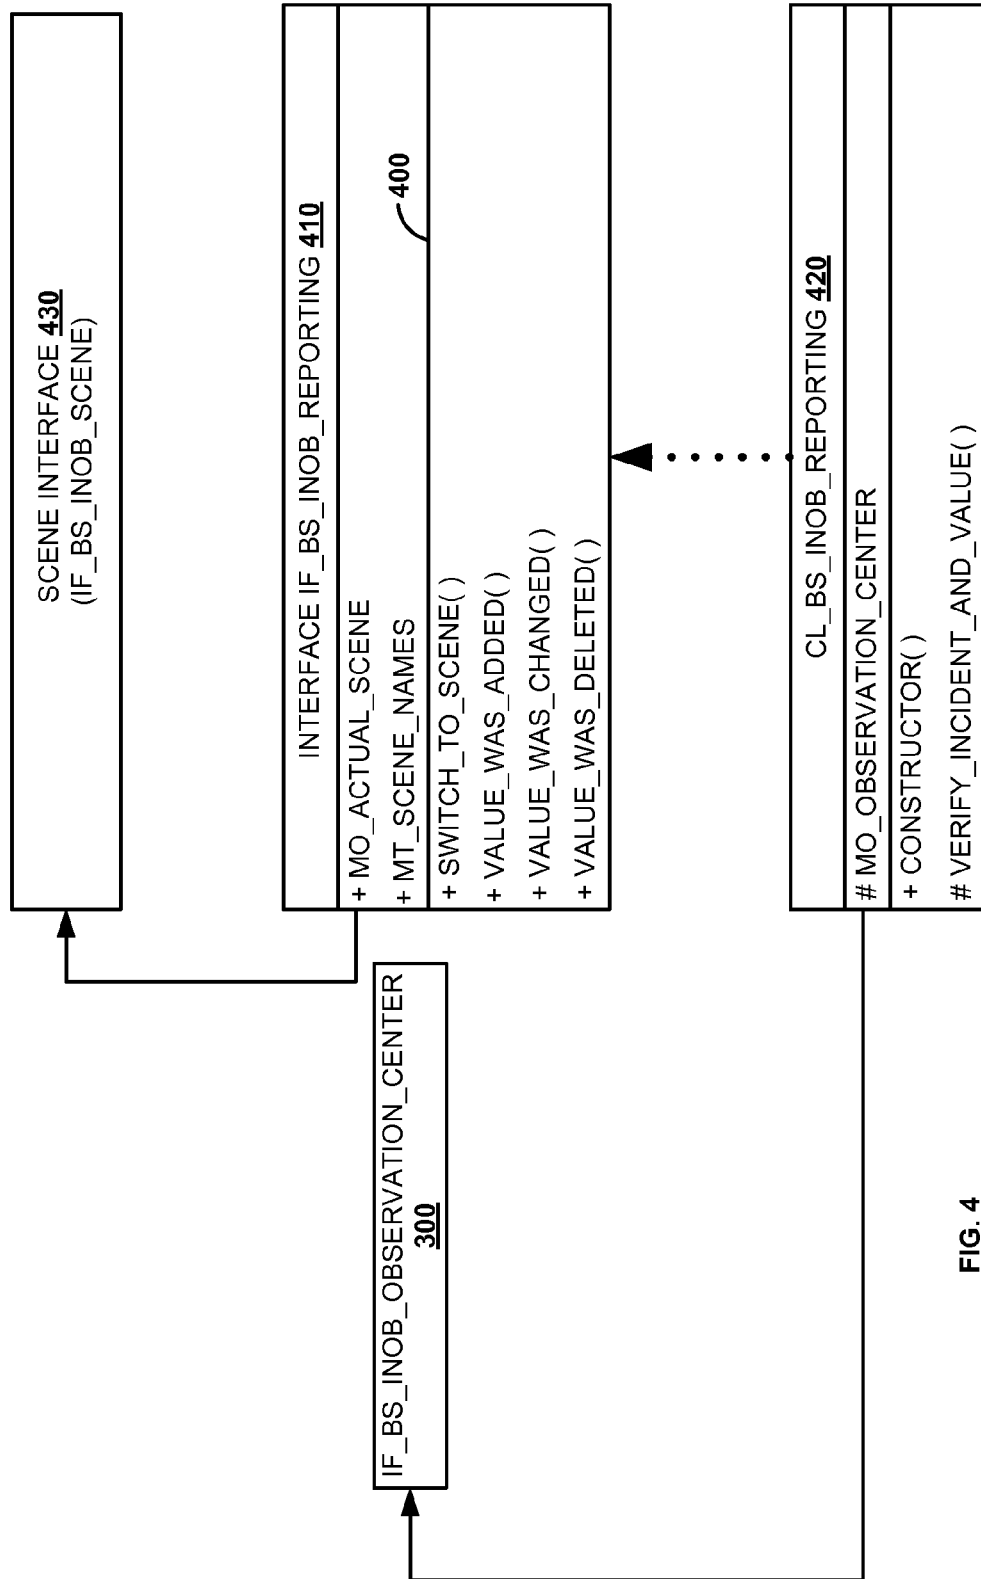 SCENE INTERFACE 430
(IF_BS_INOB_SCENE)
INTERFACE IF_BS_INOB_REPORTING 410
+ MO_ACTUAL_SCENE
+ MT_SCENE_NAMES
400
+ SWITCH_TO_SCENE( )
+ VALUE_WAS_ADDED( )
+ VALUE_WAS_CHANGED( )
+ VALUE_WAS_DELETED( )
IF_BS_INOB_OBSERVATION_CENTER
300
CL_BS_INOB_REPORTING 420
# MO_OBSERVATION_CENTER
+ CONSTRUCTOR( )
# VERIFY_INCIDENT_AND_VALUE( )
FIG. 4